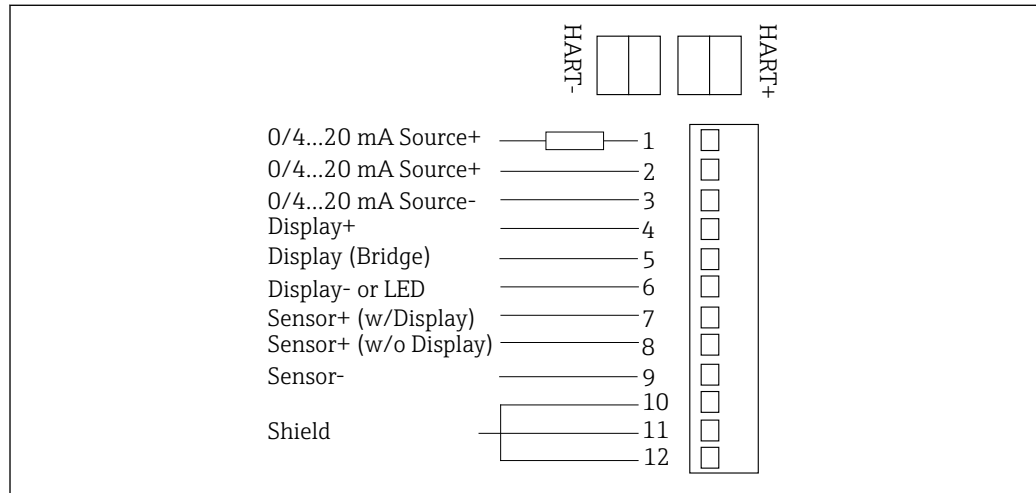 HART-
HART+
0/4...20 mA Source+ 1
0/4...20 mA Source+ 2
0/4...20 mA Source- 3
Display+ 4
Display (Bridge) 5
Display- or LED 6
Sensor+ (w/Display) 7
Sensor+ (w/o Display) 8
Sensor- 9
10
Shield 11
12